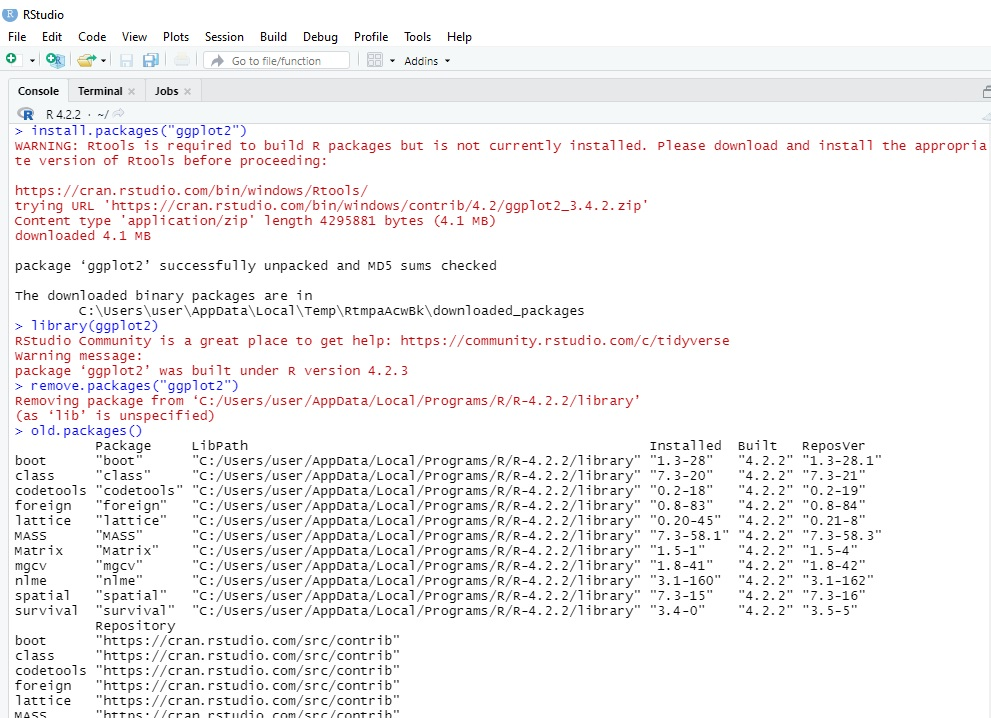 RStudio
File Edit Code View Plots Session Build Debug Profile Tools Help
Go to file/function Addins
Console Terminal Jobs
R R 4.2.2 · ~/
> install.packages("ggplot2")
WARNING: Rtools is required to build R packages but is not currently installed. Please download and install the appropria
te version of Rtools before proceeding:
https://cran.rstudio.com/bin/windows/Rtools/
trying URL 'https://cran.rstudio.com/bin/windows/contrib/4.2/ggplot2_3.4.2.zip'
Content type 'application/zip' length 4295881 bytes (4.1 MB)
downloaded 4.1 MB
package ‘ggplot2’ successfully unpacked and MD5 sums checked
The downloaded binary packages are in
C:\Users\user\AppData\Local\Temp\RtmpaAcwBk\downloaded_packages
> library(ggplot2)
RStudio Community is a great place to get help: https://community.rstudio.com/c/tidyverse
Warning message:
package ‘ggplot2’ was built under R version 4.2.3
> remove.packages("ggplot2")
Removing package from ‘C:/Users/user/AppData/Local/Programs/R/R-4.2.2/library’
(as ‘lib’ is unspecified)
> old.packages()
Package LibPath Installed Built ReposVer
boot "boot" "C:/Users/user/AppData/Local/Programs/R/R-4.2.2/library" "1.3-28" "4.2.2" "1.3-28.1"
class "class" "C:/Users/user/AppData/Local/Programs/R/R-4.2.2/library" "7.3-20" "4.2.2" "7.3-21"
codetools "codetools" "C:/Users/user/AppData/Local/Programs/R/R-4.2.2/library" "0.2-18" "4.2.2" "0.2-19"
foreign "foreign" "C:/Users/user/AppData/Local/Programs/R/R-4.2.2/library" "0.8-83" "4.2.2" "0.8-84"
lattice "lattice" "C:/Users/user/AppData/Local/Programs/R/R-4.2.2/library" "0.20-45" "4.2.2" "0.21-8"
MASS "MASS" "C:/Users/user/AppData/Local/Programs/R/R-4.2.2/library" "7.3-58.1" "4.2.2" "7.3-58.3"
Matrix "Matrix" "C:/Users/user/AppData/Local/Programs/R/R-4.2.2/library" "1.5-1" "4.2.2" "1.5-4"
mgcv "mgcv" "C:/Users/user/AppData/Local/Programs/R/R-4.2.2/library" "1.8-41" "4.2.2" "1.8-42"
nlme "nlme" "C:/Users/user/AppData/Local/Programs/R/R-4.2.2/library" "3.1-160" "4.2.2" "3.1-162"
spatial "spatial" "C:/Users/user/AppData/Local/Programs/R/R-4.2.2/library" "7.3-15" "4.2.2" "7.3-16"
survival "survival" "C:/Users/user/AppData/Local/Programs/R/R-4.2.2/library" "3.4-0" "4.2.2" "3.5-5"
Repository
boot "https://cran.rstudio.com/src/contrib"
class "https://cran.rstudio.com/src/contrib"
codetools "https://cran.rstudio.com/src/contrib"
foreign "https://cran.rstudio.com/src/contrib"
lattice "https://cran.rstudio.com/src/contrib"
MASS "https://cran.rstudio.com/src/contrib"